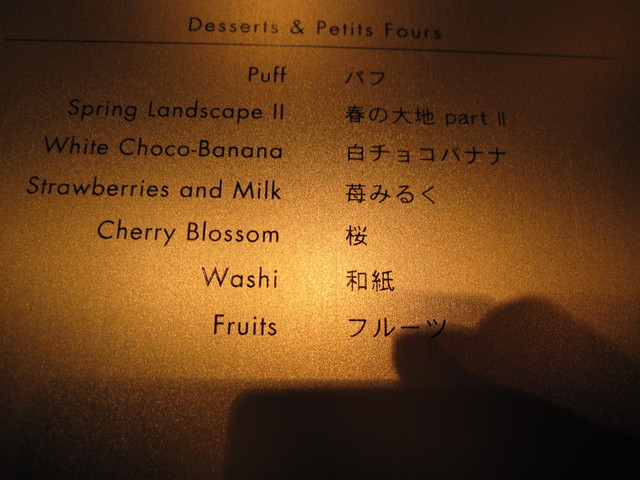 Desserts & Petits Fours
Puff パフ
Spring Landscape II 春の大地 part II
White Choco-Banana 白チョコバナナ
Strawberries and Milk 苺みるく
Cherry Blossom 桜
Washi 和紙
Fruits フルーツ